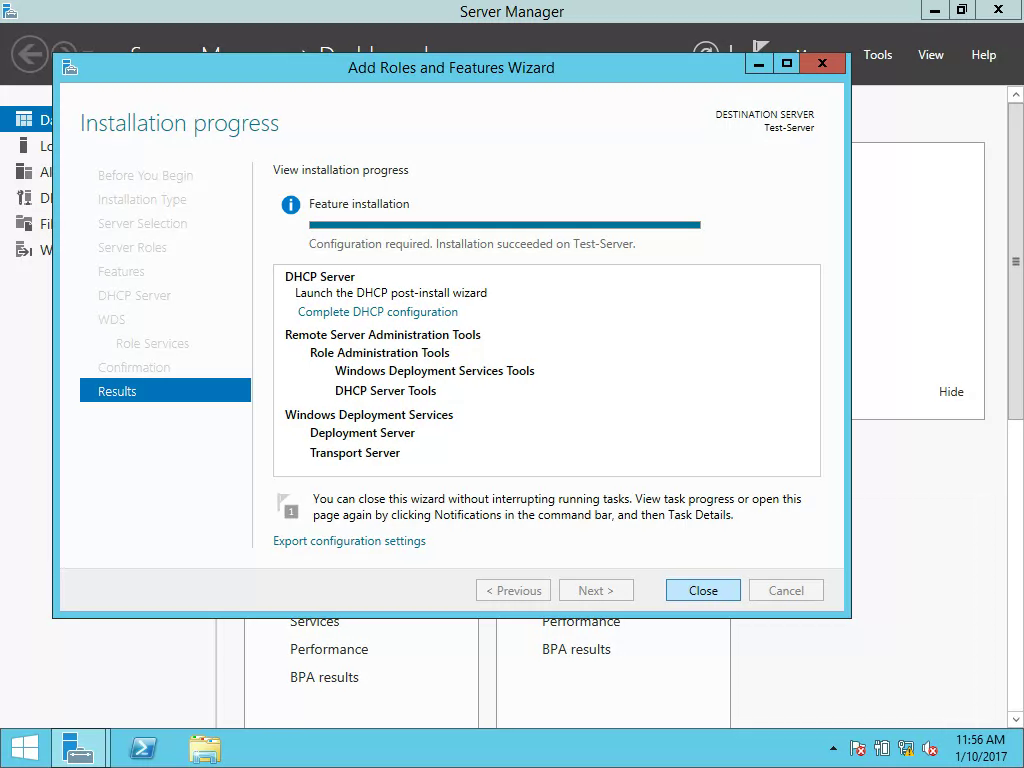 Server Manager
Tools View Help
Add Roles and Features Wizard
Installation progress
DESTINATION SERVER
Test-Server
Before You Begin
Installation Type
Server Selection
Server Roles
Features
DHCP Server
WDS
Role Services
Confirmation
Results
View installation progress
Feature installation
Configuration required. Installation succeeded on Test-Server.
DHCP Server
Launch the DHCP post-install wizard
Complete DHCP configuration
Remote Server Administration Tools
Role Administration Tools
Windows Deployment Services Tools
DHCP Server Tools
Windows Deployment Services
Deployment Server
Transport Server
1
You can close this wizard without interrupting running tasks. View task progress or open this
page again by clicking Notifications in the command bar, and then Task Details.
Export configuration settings
< Previous
Next >
Close
Cancel
Hide
Services
Performance
BPA results
Performance
BPA results
11:56 AM
1/10/2017